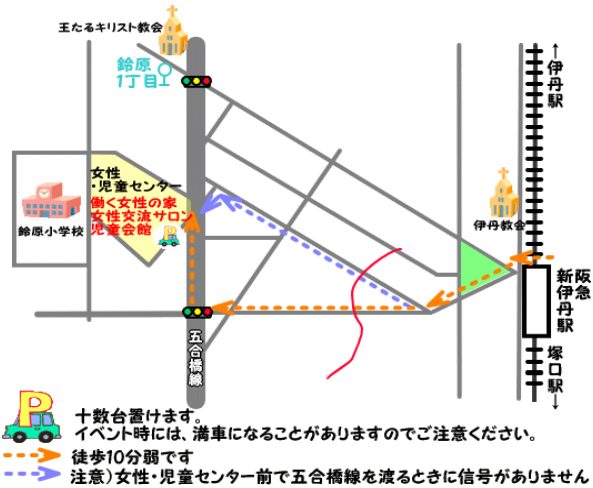 王たるキリスト教会
鈴原
1丁目
←伊丹駅
女性
・児童センター
働く女性の家
女性交流サロン
児童会館
P
鈴原小学校
伊丹教会
阪急
新伊丹駅
五合橋線
塚口駅→
P
十数台置けます。
イベント時には、満車になることがありますのでご注意ください。
徒歩10分弱です
注意）女性・児童センター前で五合橋線を渡るときに信号がありません